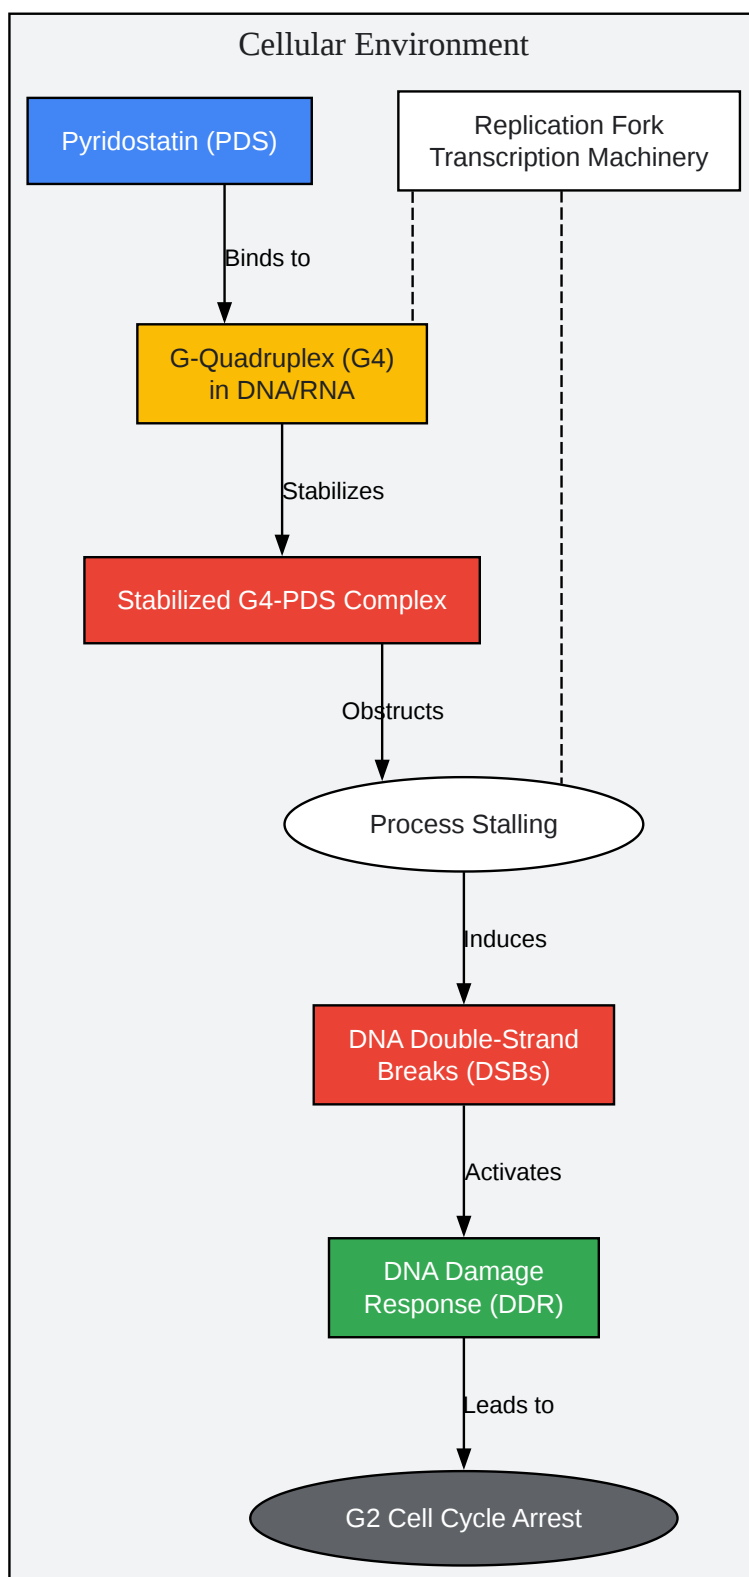 Cellular Environment
Pyridostatin (PDS)
Replication Fork
Transcription Machinery
Binds to
G-Quadruplex (G4)
in DNA/RNA
Stabilizes
Stabilized G4-PDS Complex
Obstructs
Process Stalling
Induces
DNA Double-Strand
Breaks (DSBs)
Activates
DNA Damage
Response (DDR)
Leads to
G2 Cell Cycle Arrest